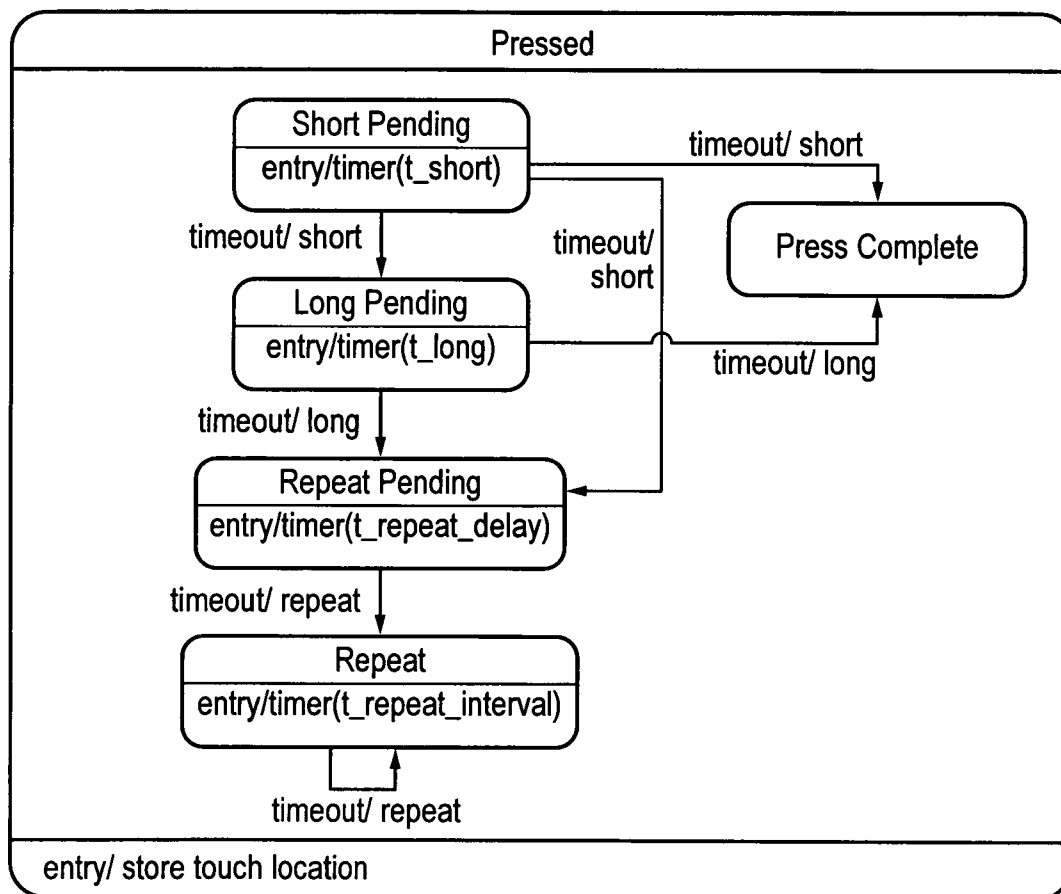 Pressed
Short Pending
entry/timer(t_short)
timeout/ short
timeout/ short
timeout/
short
Press Complete
Long Pending
entry/timer(t_long)
timeout/ long
timeout/ long
Repeat Pending
entry/timer(t_repeat_delay)
timeout/ repeat
Repeat
entry/timer(t_repeat_interval)
timeout/ repeat
entry/ store touch location